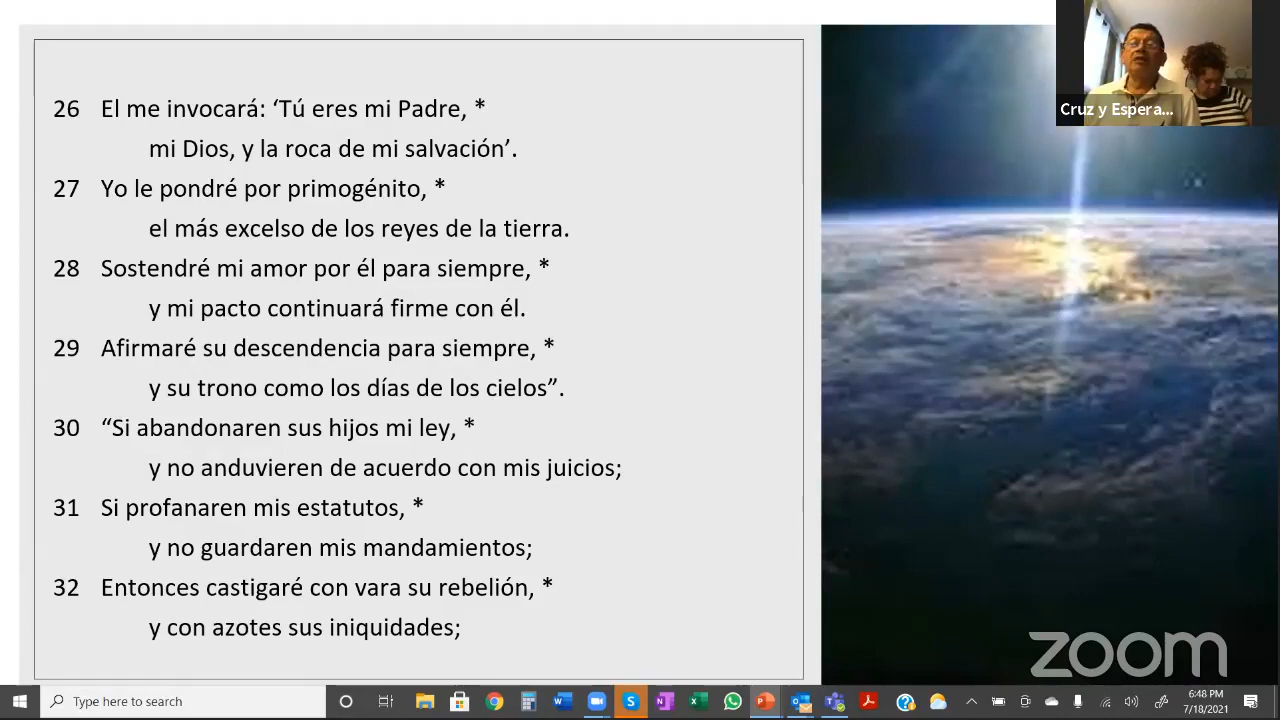 26 El me invocará: ‘Tú eres mi Padre, *
mi Dios, y la roca de mi salvación’.
27 Yo le pondré por primogénito, *
el más excelso de los reyes de la tierra.
28 Sostendré mi amor por él para siempre, *
y mi pacto continuará firme con él.
29 Afirmaré su descendencia para siempre, *
y su trono como los días de los cielos”.
30 “Si abandonaren sus hijos mi ley, *
y no anduvieren de acuerdo con mis juicios;
31 Si profanaren mis estatutos, *
y no guardaren mis mandamientos;
32 Entonces castigaré con vara su rebelión, *
y con azotes sus iniquidades;
Cruz y Espera...
zoom
Type here to search
6:48 PM
7/18/2021